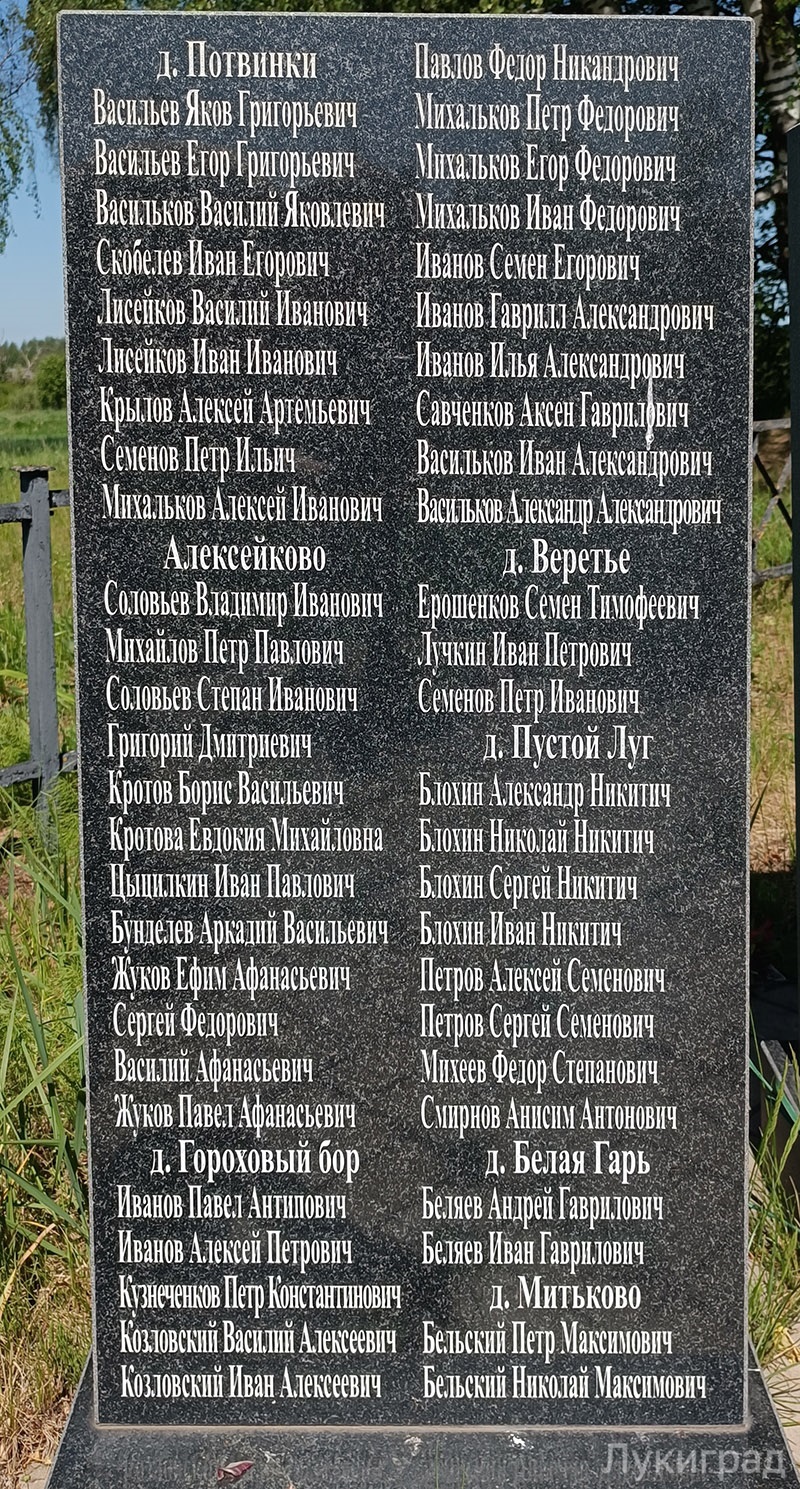 д. Потвинки
Васильев Яков Григорьевич
Васильев Егор Григорьевич
Васильков Василий Яковлевич
Скобелев Иван Егорович
Лисейков Василий Иванович
Лисейков Иван Иванович
Крылов Алексей Артемьевич
Семенов Петр Ильич
Михальков Алексей Иванович
Алексейково
Соловьев Владимир Иванович
Михайлов Петр Павлович
Соловьев Степан Иванович
Григорий Дмитриевич
Кротов Борис Васильевич
Кротова Евдокия Михайловна
Цыцилкин Иван Павлович
Бунделев Аркадий Васильевич
Жуков Ефим Афанасьевич
Сергей Федорович
Василий Афанасьевич
Жуков Павел Афанасьевич
д. Гороховый бор
Иванов Павел Антипович
Иванов Алексей Петрович
Кузнеченков Петр Константинович
Козловский Василий Алексеевич
Козловский Иван Алексеевич
Павлов Федор Никандрович
Михальков Петр Федорович
Михальков Егор Федорович
Михальков Иван Федорович
Иванов Семен Егорович
Иванов Гаврилл Александрович
Иванов Илья Александрович
Савченков Аксен Гаврилович
Васильков Иван Александрович
Васильков Александр Александрович
д. Веретье
Ерошенков Семен Тимофеевич
Лучкин Иван Петрович
Семенов Петр Иванович
д. Пустой Луг
Блохин Александр Никитич
Блохин Николай Никитич
Блохин Сергей Никитич
Блохин Иван Никитич
Петров Алексей Семенович
Петров Сергей Семенович
Михеев Федор Степанович
Смирнов Анисим Антонович
д. Белая Гарь
Беляев Андрей Гаврилович
Беляев Иван Гаврилович
д. Митьково
Бельский Петр Максимович
Бельский Николай Максимович
Лукиград